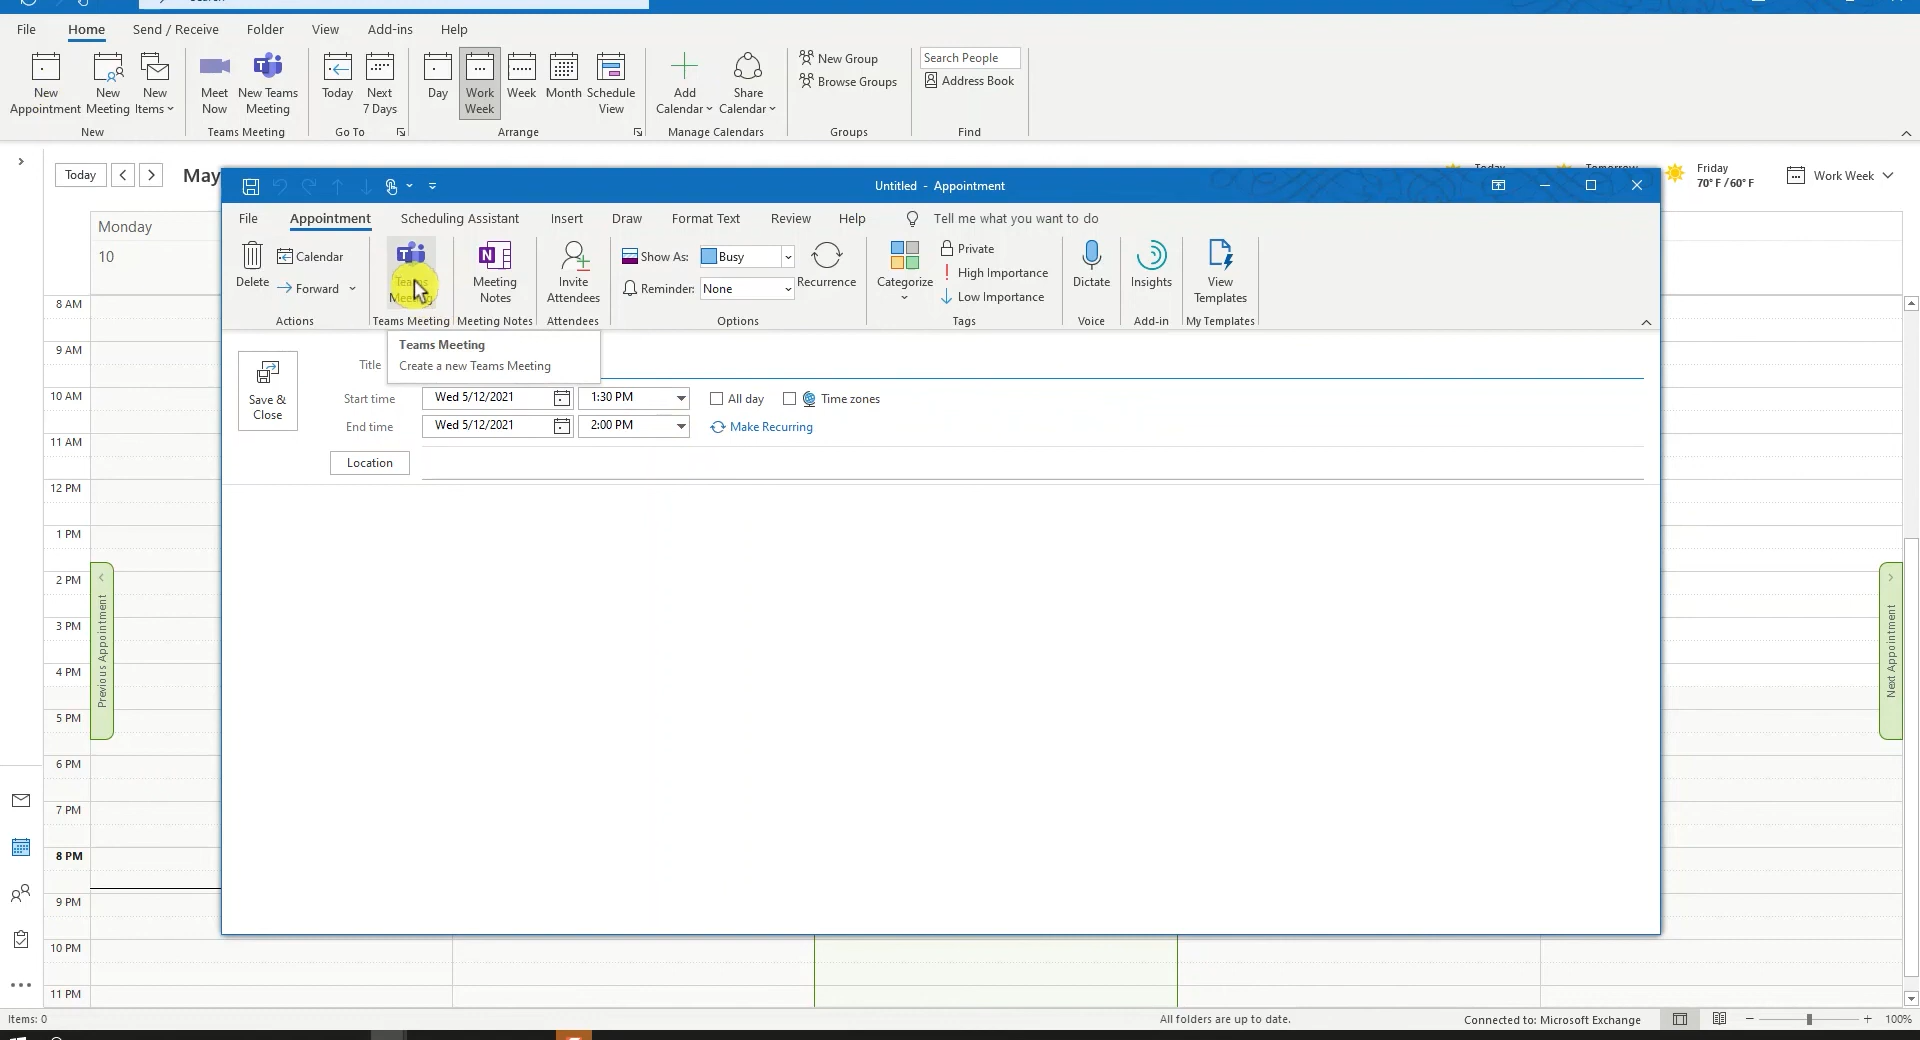 File Home Send / Receive Folder View Add-ins Help
New Appointment
New Meeting
New Items
New
Meet Now
New Teams Meeting
Teams Meeting
Today
Next 7 Days
Go To
Day
Work Week
Week
Month
Schedule View
Arrange
Add Calendar
Share Calendar
Manage Calendars
New Group
Browse Groups
Groups
Search People
Address Book
Find
Today
May
Friday
70° F / 60° F
Work Week
Untitled - Appointment
File Appointment Scheduling Assistant Insert Draw Format Text Review Help Tell me what you want to do
Delete
Calendar
Forward
Actions
Teams Meeting
Teams Meeting
Meeting Notes
Meeting Notes
Invite Attendees
Attendees
Show As: Busy
Reminder: None
Recurrence
Options
Categorize
Private
High Importance
Low Importance
Tags
Dictate
Voice
Insights
Add-in
View Templates
My Templates
Teams Meeting
Create a new Teams Meeting
Save & Close
Title
Start time Wed 5/12/2021 1:30 PM All day Time zones
End time Wed 5/12/2021 2:00 PM Make Recurring
Location
Monday
10
8 AM
9 AM
10 AM
11 AM
12 PM
1 PM
2 PM
3 PM
4 PM
5 PM
6 PM
7 PM
8 PM
9 PM
10 PM
11 PM
Previous Appointment
Next Appointment
Items: 0
All folders are up to date.
Connected to: Microsoft Exchange
100%